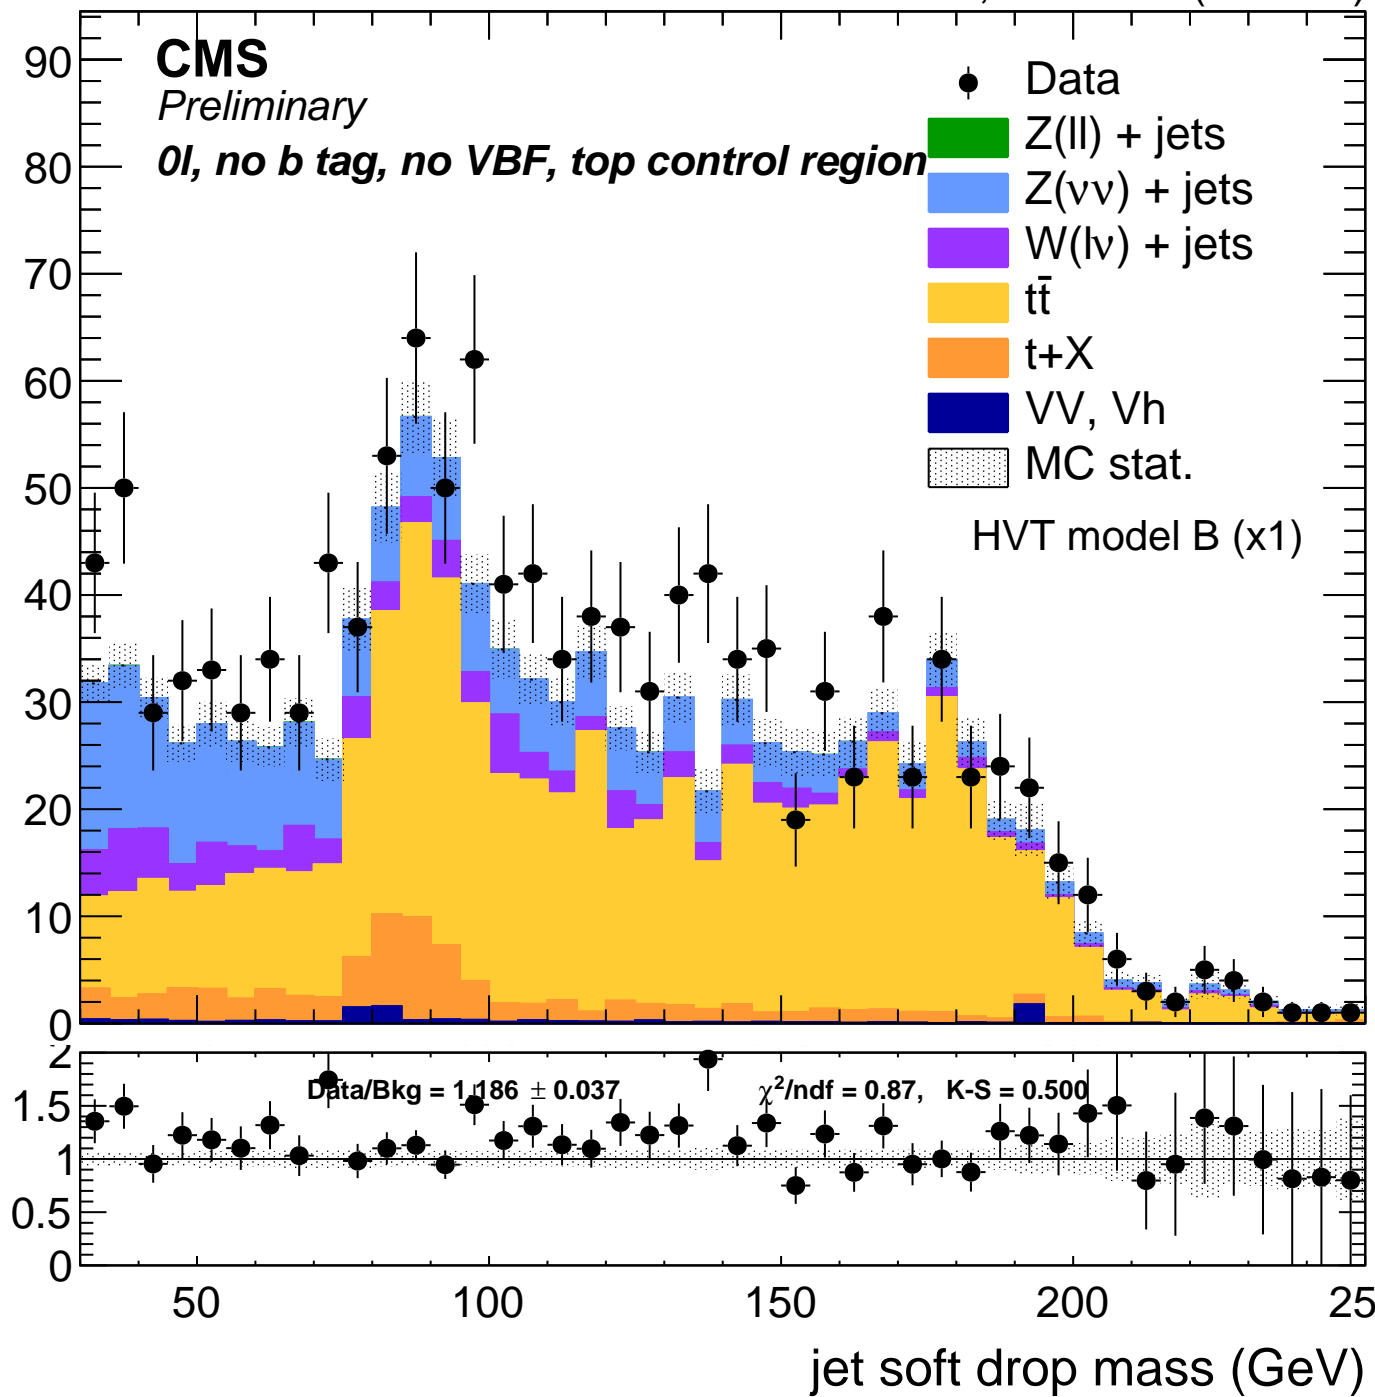 CMS
Preliminary
0l, no b tag, no VBF, top control region
Data
Z(ll) + jets
Z(νν) + jets
W(lν) + jets
tt̄
t+X
VV, Vh
MC stat.
HVT model B (x1)
90
80
70
60
50
40
30
20
10
0
2
1.5
1
0.5
0
Data/Bkg = 1.186 ± 0.037
χ²/ndf = 0.87, K-S = 0.500
50 100 150 200 25
jet soft drop mass (GeV)